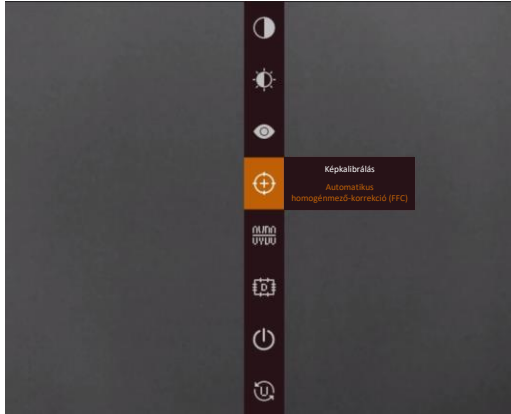 Képkalibrálás
Automatikus
homogénmező-korrekció (FFC)
D
U